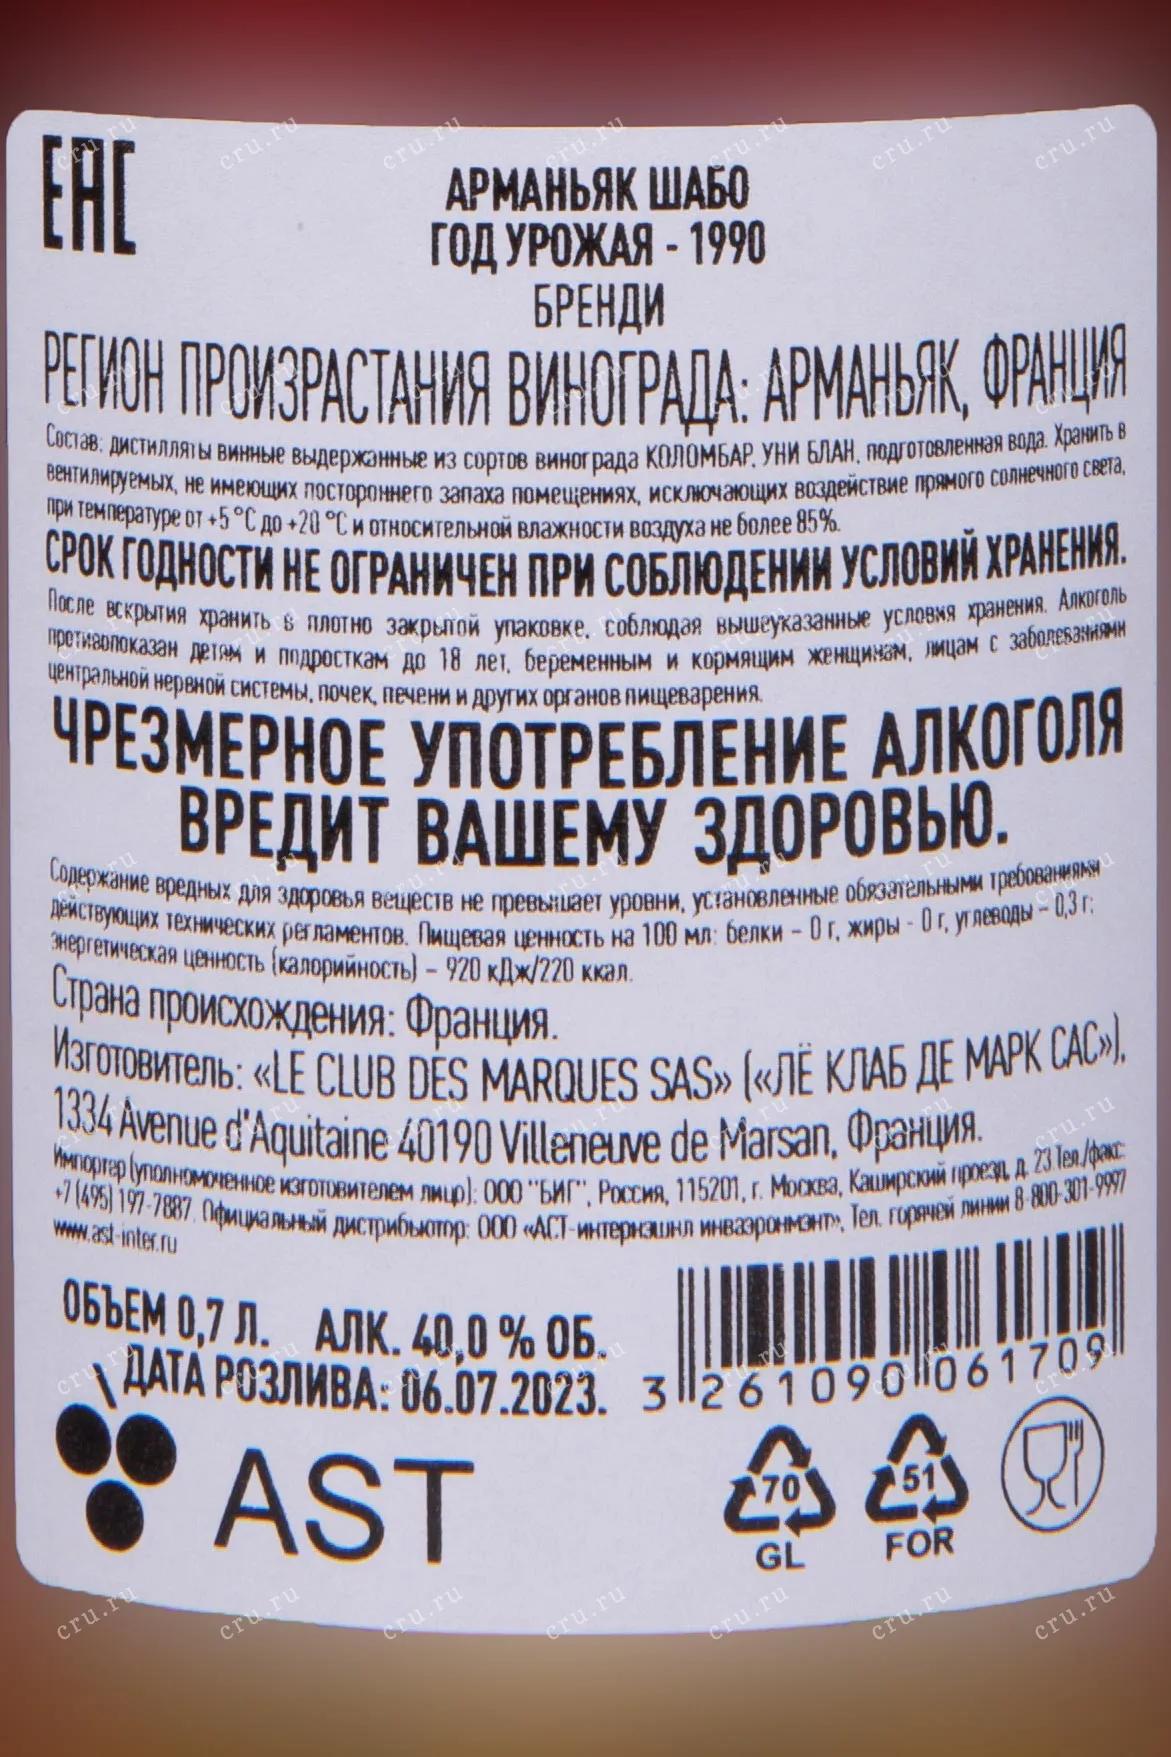 EAC
АРМАНЬЯК ШАБО
ГОД УРОЖАЯ - 1990
БРЕНДИ
РЕГИОН ПРОИЗРАСТАНИЯ ВИНОГРАДА: АРМАНЬЯК, ФРАНЦИЯ
Состав: дистилляты винные выдержанные из сортов винограда КОЛОМБАР, УНИ БЛАН, подготовленная вода. Хранить в
вентилируемых, не имеющих постороннего запаха помещениях, исключающих воздействие прямого солнечного света,
при температуре от +5 °С до +20 °С и относительной влажности воздуха не более 85%.
СРОК ГОДНОСТИ НЕ ОГРАНИЧЕН ПРИ СОБЛЮДЕНИИ УСЛОВИЙ ХРАНЕНИЯ.
После вскрытия хранить в плотно закрытой упаковке, соблюдая вышеуказанные условия хранения. Алкоголь
противопоказан детям и подросткам до 18 лет, беременным и кормящим женщинам, лицам с заболеваниями
центральной нервной системы, почек, печени и других органов пищеварения.
ЧРЕЗМЕРНОЕ УПОТРЕБЛЕНИЕ АЛКОГОЛЯ
ВРЕДИТ ВАШЕМУ ЗДОРОВЬЮ.
Содержание вредных для здоровья веществ не превышает уровни, установленные обязательными требованиями
действующих технических регламентов. Пищевая ценность на 100 мл: белки – 0 г, жиры - 0 г, углеводы – 0,3 г;
энергетическая ценность (калорийность) – 920 кДж/220 ккал.
Страна происхождения: Франция.
Изготовитель: «LE CLUB DES MARQUES SAS» («ЛЁ КЛАБ ДЕ МАРК САС»),
1334 Avenue d'Aquitaine 40190 Villeneuve de Marsan, Франция.
Импортер (уполномоченное изготовителем лицо): ООО "БИГ", Россия, 115201, г. Москва, Каширский проезд, д. 23 Тел./факс:
+7 (495) 197-7887. Официальный дистрибьютор: ООО «АСТ-интернэшнл инваэронмэнт», Тел. горячей линии 8-800-301-9997
www.ast-inter.ru
ОБЪЕМ 0,7 Л. АЛК. 40,0 % ОБ.
ДАТА РОЗЛИВА: 06.07.2023.
3 261090 061709
AST
70
GL
51
FOR
cru.ru